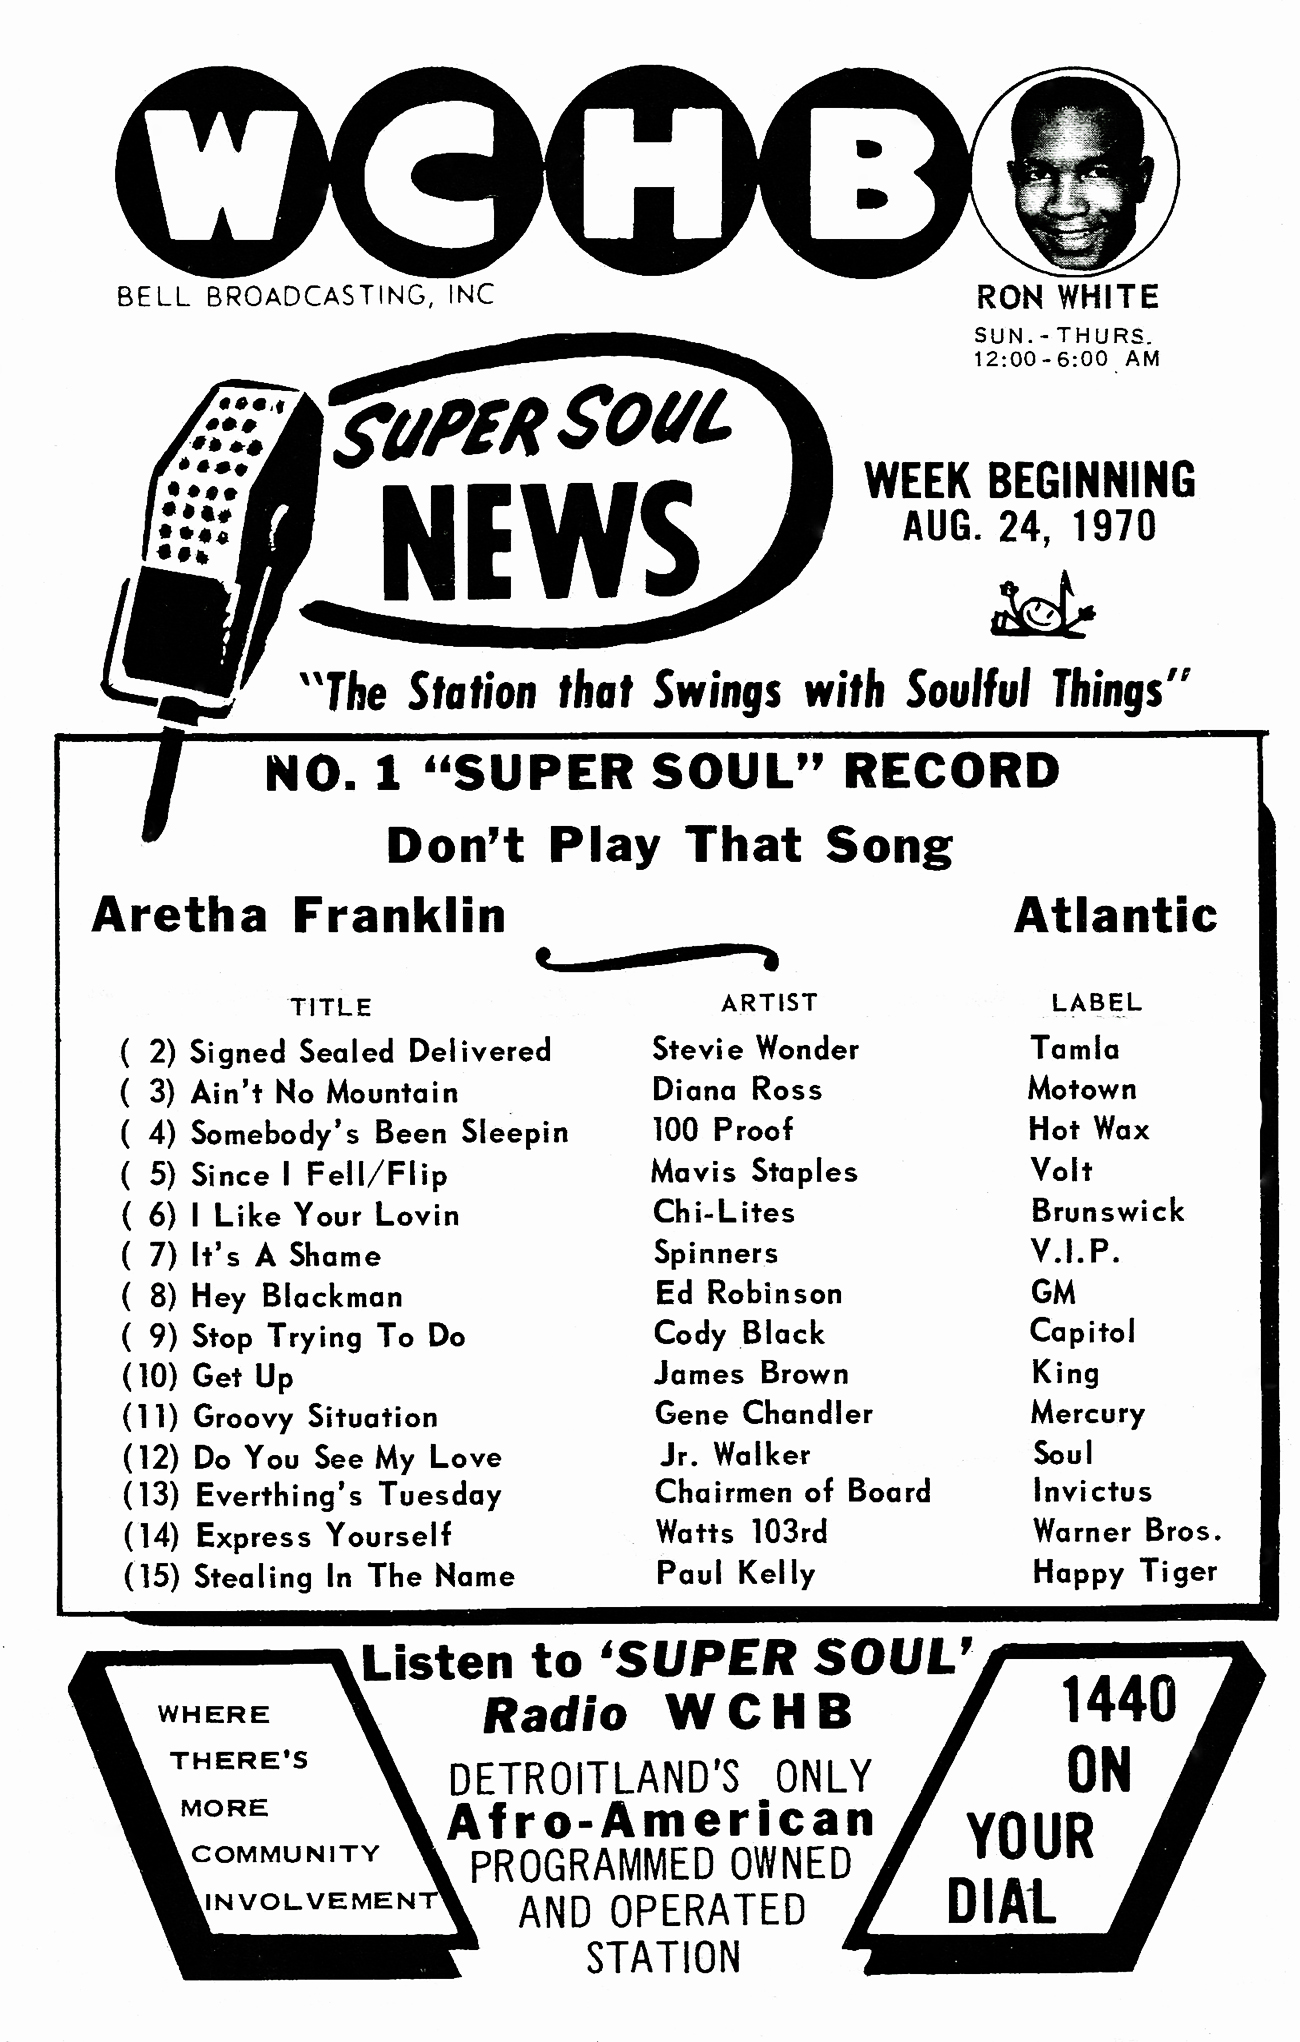 WCHB
BELL BROADCASTING, INC
RON WHITE
SUN.-THURS.
12:00-6:00 AM
SUPER SOUL
NEWS
WEEK BEGINNING
AUG. 24, 1970
"The Station that Swings with Soulful Things"
NO. 1 "SUPER SOUL" RECORD
Don't Play That Song
Aretha Franklin Atlantic
TITLE ARTIST LABEL
( 2) Signed Sealed Delivered Stevie Wonder Tamla
( 3) Ain't No Mountain Diana Ross Motown
( 4) Somebody's Been Sleepin 100 Proof Hot Wax
( 5) Since I Fell/Flip Mavis Staples Volt
( 6) I Like Your Lovin Chi-Lites Brunswick
( 7) It's A Shame Spinners V.I.P.
( 8) Hey Blackman Ed Robinson GM
( 9) Stop Trying To Do Cody Black Capitol
(10) Get Up James Brown King
(11) Groovy Situation Gene Chandler Mercury
(12) Do You See My Love Jr. Walker Soul
(13) Everthing's Tuesday Chairmen of Board Invictus
(14) Express Yourself Watts 103rd Warner Bros.
(15) Stealing In The Name Paul Kelly Happy Tiger
Listen to 'SUPER SOUL'
Radio WCHB
DETROITLAND'S ONLY
Afro-American
PROGRAMMED OWNED
AND OPERATED
STATION
WHERE
THERE'S
MORE
COMMUNITY
INVOLVEMENT
1440
ON
YOUR
DIAL